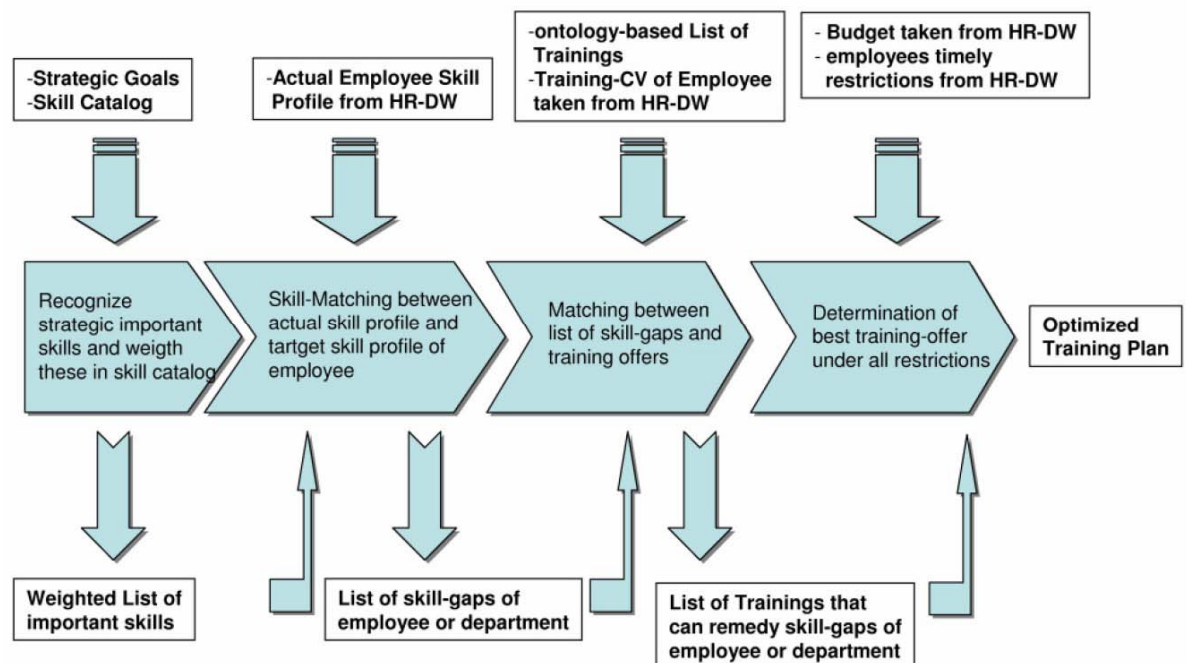 -Strategic Goals
-Skill Catalog
-Actual Employee Skill
Profile from HR-DW
-ontology-based List of
Trainings
-Training-CV of Employee
taken from HR-DW
- Budget taken from HR-DW
- employees timely
restrictions from HR-DW
Recognize
strategic important
skills and weigth
these in skill catalog
Skill-Matching between
actual skill profile and
tartget skill profile of
employee
Matching between
list of skill-gaps and
training offers
Determination of
best training-offer
under all restrictions
Optimized
Training Plan
Weighted List of
important skills
List of skill-gaps of
employee or department
List of Trainings that
can remedy skill-gaps of
employee or department